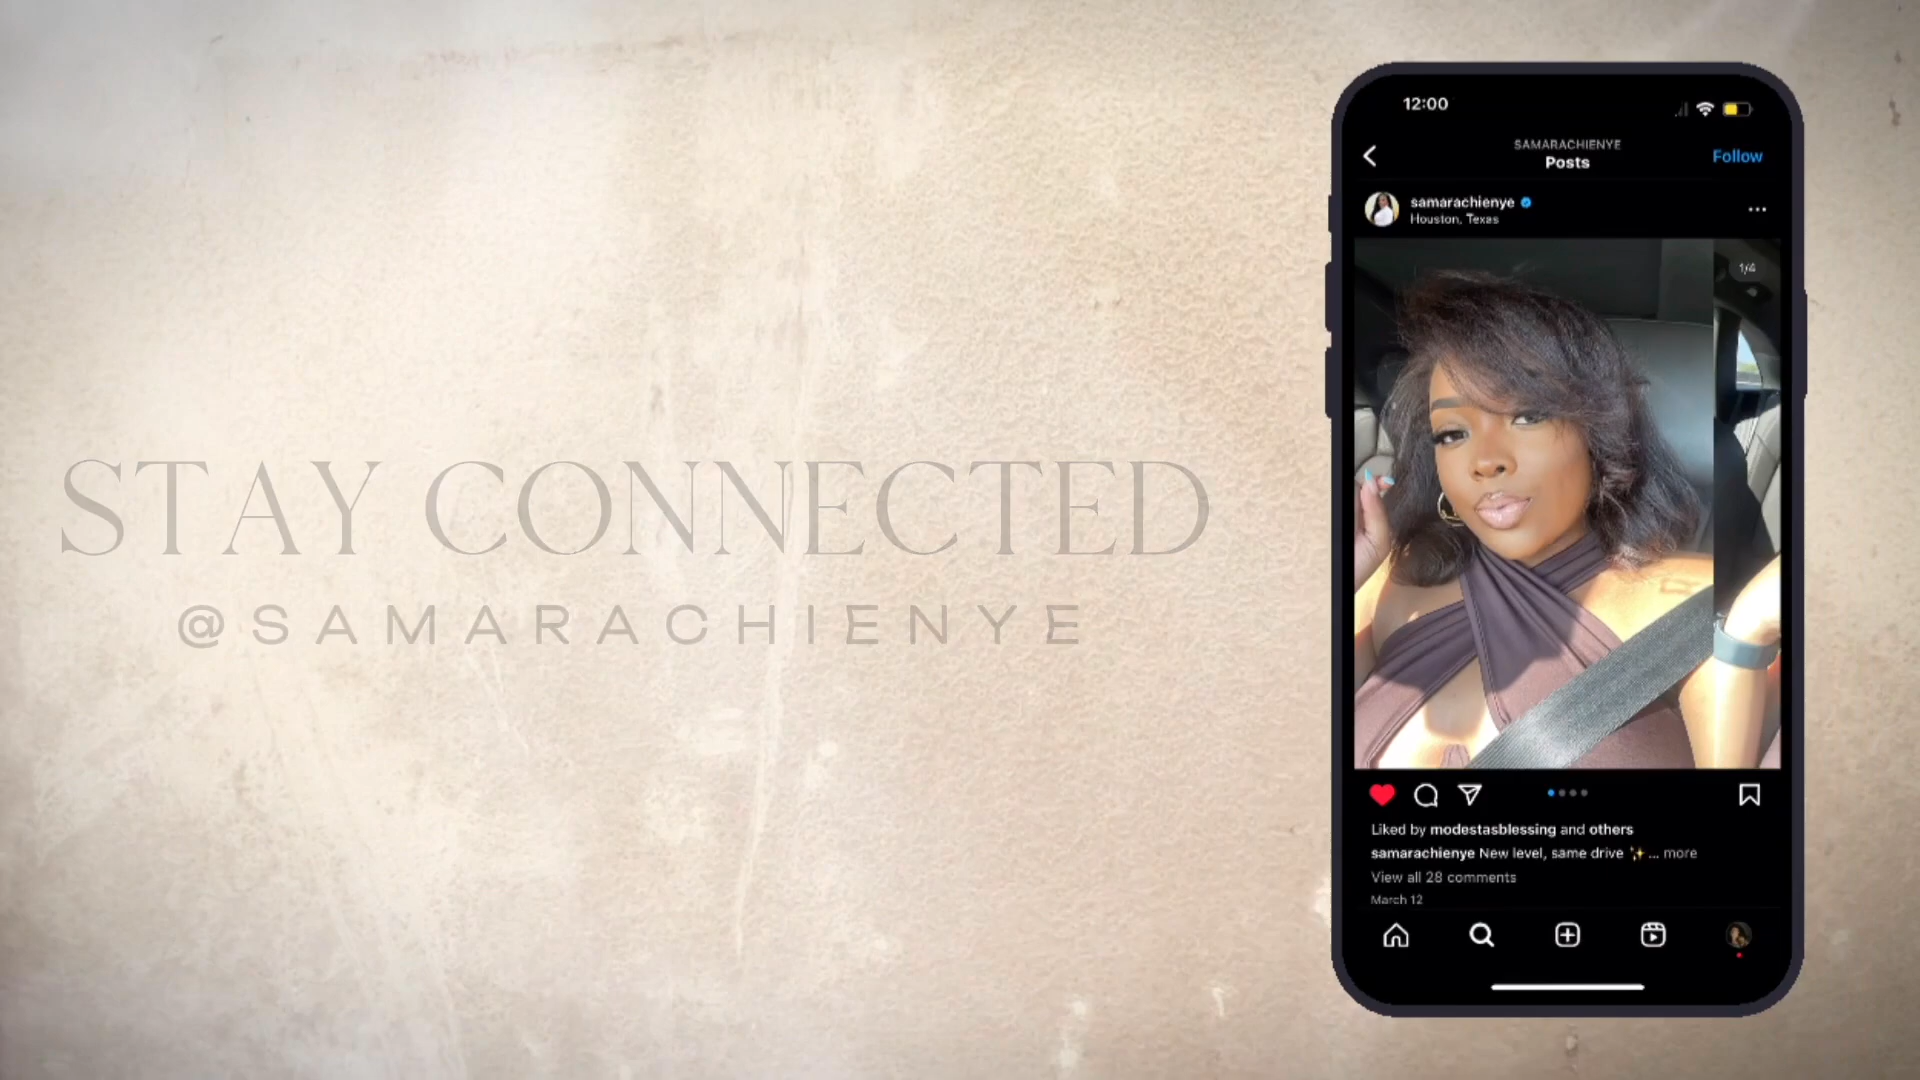 STAY CONNECTED
@SAMARACHIENYE
12:00
SAMARACHIENYE
Posts
Follow
samarachienye
Houston, Texas
1/4
Liked by modestasblessing and others
samarachienye New level, same drive ✨ ... more
View all 28 comments
March 12